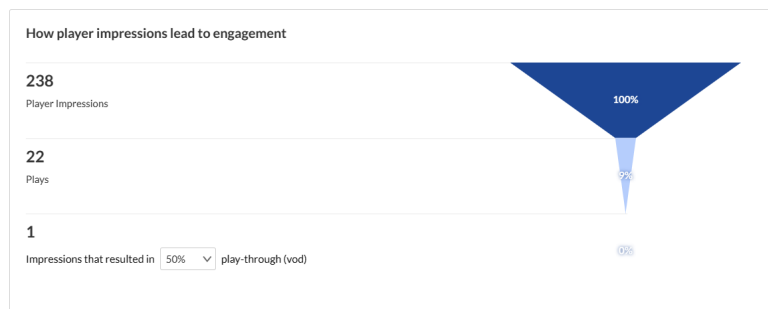 How player impressions lead to engagement
238
Player Impressions
100%
22
Plays
9%
1
Impressions that resulted in 50% play-through (vod)
0%